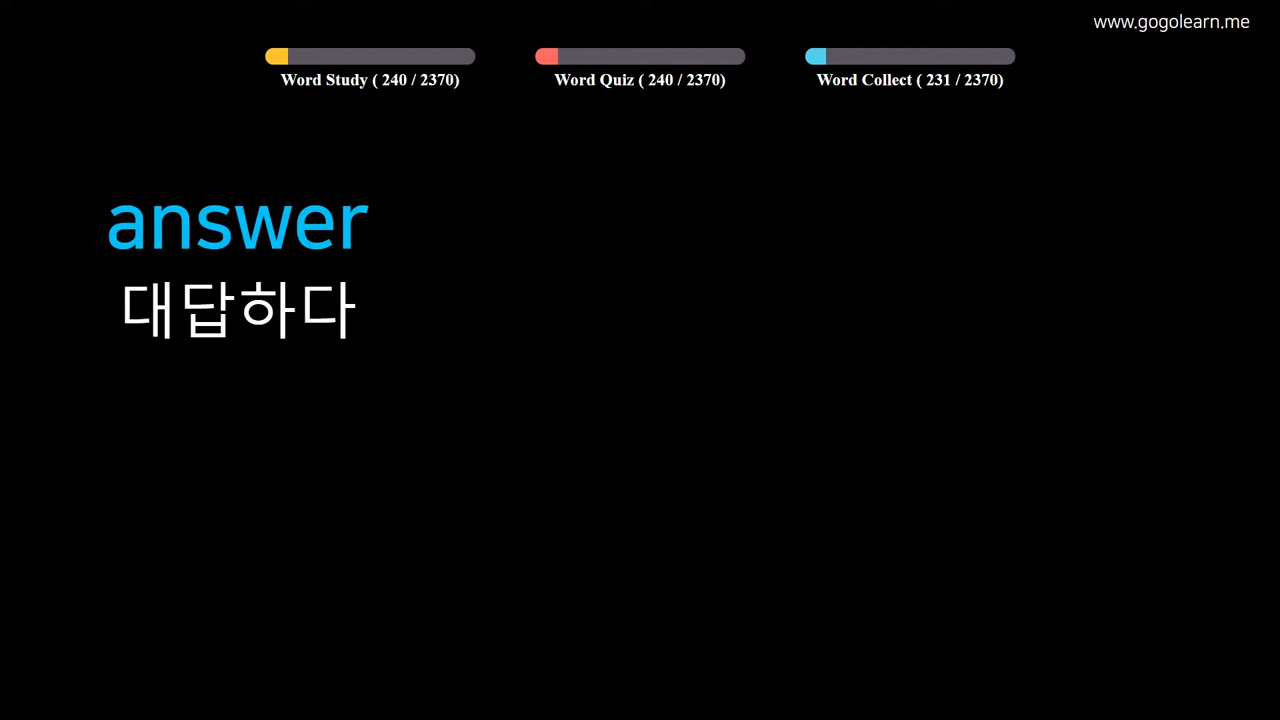 www.gogolearn.me
Word Study ( 240 / 2370)
Word Quiz ( 240 / 2370)
Word Collect ( 231 / 2370)
answer
대답하다